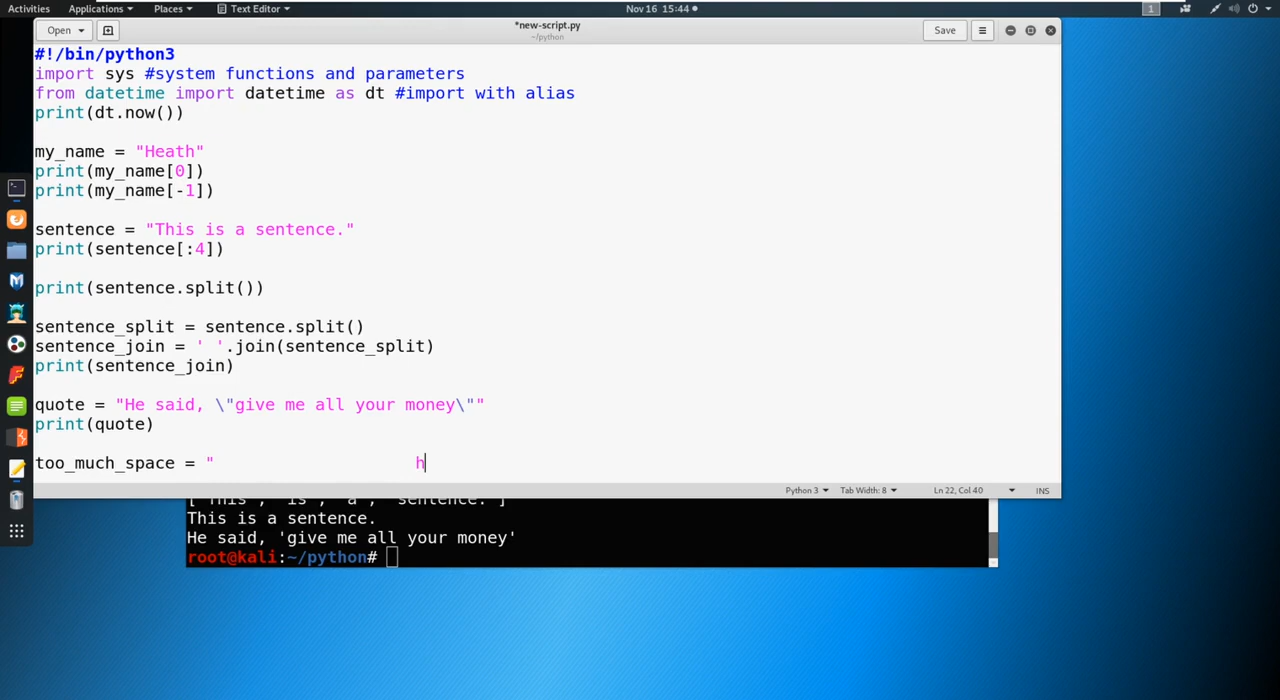 Activities Applications Places Text Editor Nov 16 15:44 1
Open *new-script.py Save
~/python
#!/bin/python3
import sys #system functions and parameters
from datetime import datetime as dt #import with alias
print(dt.now())
my_name = "Heath"
print(my_name[0])
print(my_name[-1])
sentence = "This is a sentence."
print(sentence[:4])
print(sentence.split())
sentence_split = sentence.split()
sentence_join = ' '.join(sentence_split)
print(sentence_join)
quote = "He said, \"give me all your money\""
print(quote)
too_much_space = "                    h
Python 3 Tab Width: 8 Ln 22, Col 40 INS
['This', 'is', 'a', 'sentence.']
This is a sentence.
He said, 'give me all your money'
root@kali:~/python#